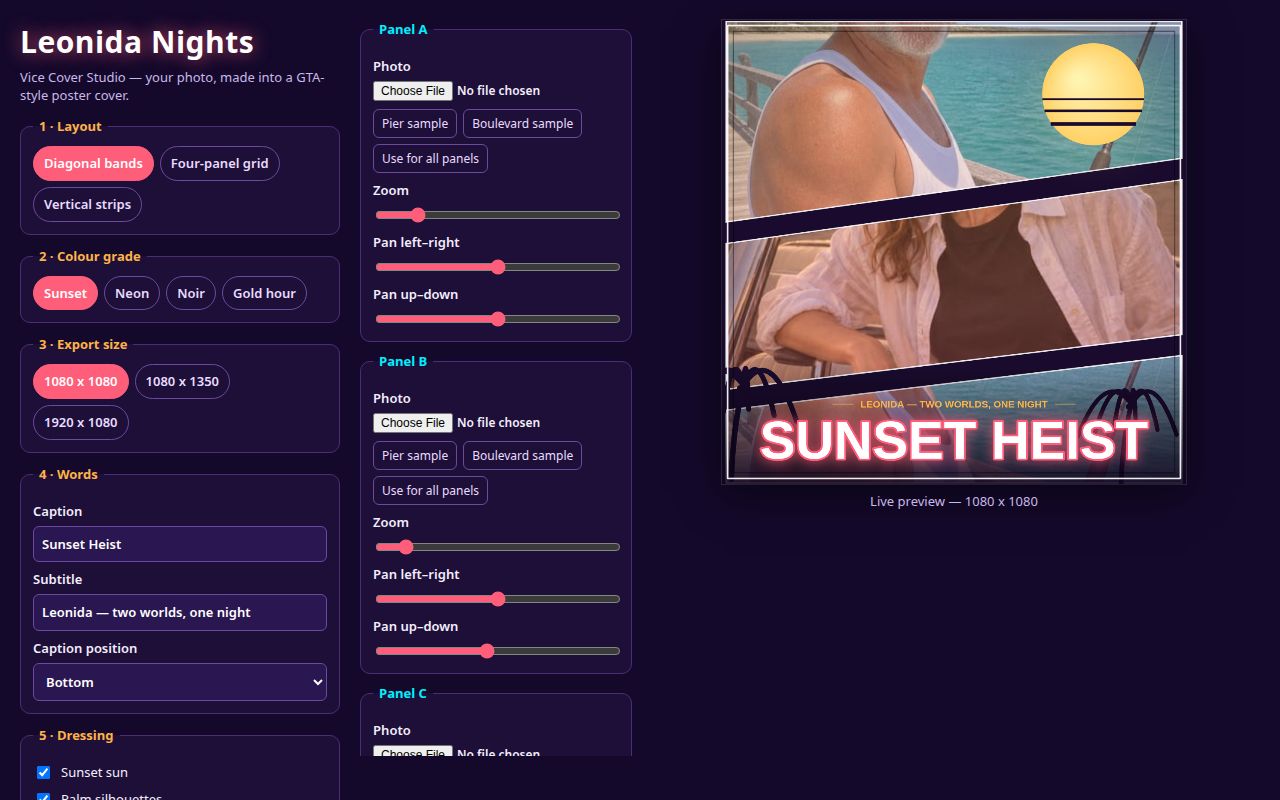 Leonida Nights
Vice Cover Studio — your photo, made into a GTA-
style poster cover.
1 · Layout
Diagonal bands
Four-panel grid
Vertical strips
2 · Colour grade
Sunset
Neon
Noir
Gold hour
3 · Export size
1080 x 1080
1080 x 1350
1920 x 1080
4 · Words
Caption
Sunset Heist
Subtitle
Leonida — two worlds, one night
Caption position
Bottom
5 · Dressing
Sunset sun
Palm silhouettes
Panel A
Photo
Choose File No file chosen
Pier sample
Boulevard sample
Use for all panels
Zoom
Pan left–right
Pan up–down
Panel B
Photo
Choose File No file chosen
Pier sample
Boulevard sample
Use for all panels
Zoom
Pan left–right
Pan up–down
Panel C
Photo
Choose File No file chosen
LEONIDA — TWO WORLDS, ONE NIGHT
SUNSET HEIST
Live preview — 1080 x 1080